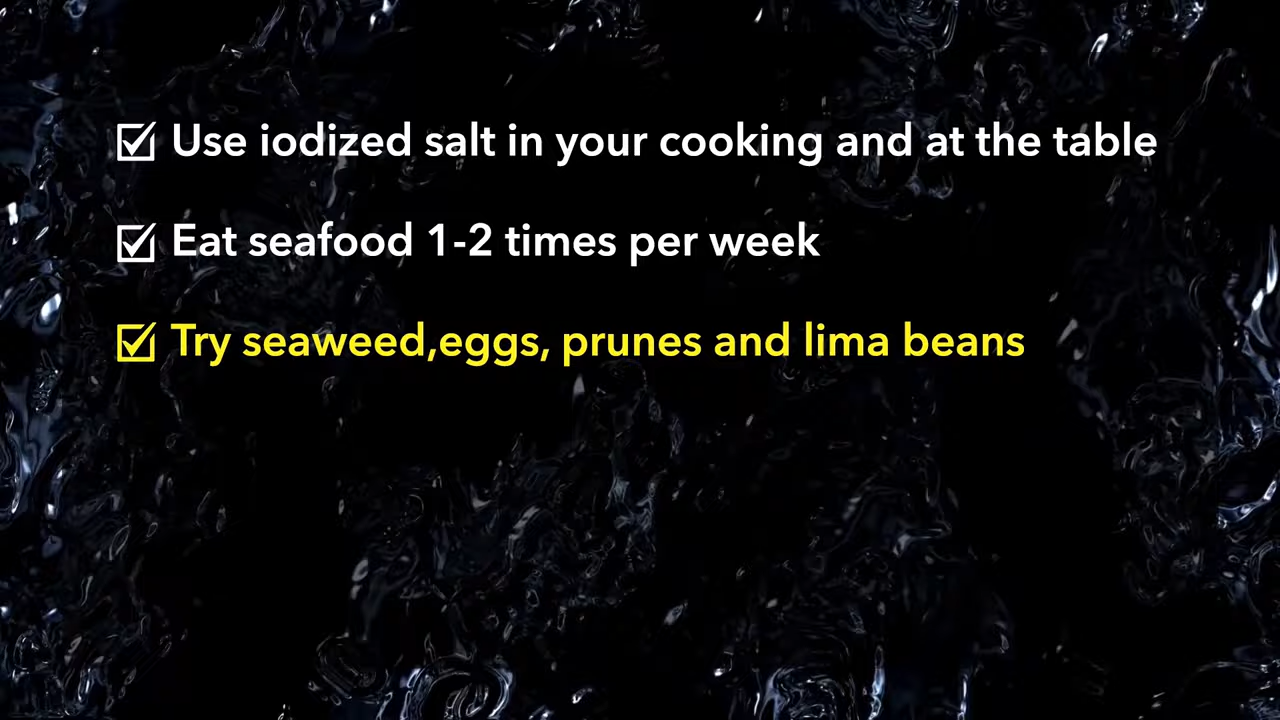 Use iodized salt in your cooking and at the table
Eat seafood 1-2 times per week
Try seaweed,eggs, prunes and lima beans